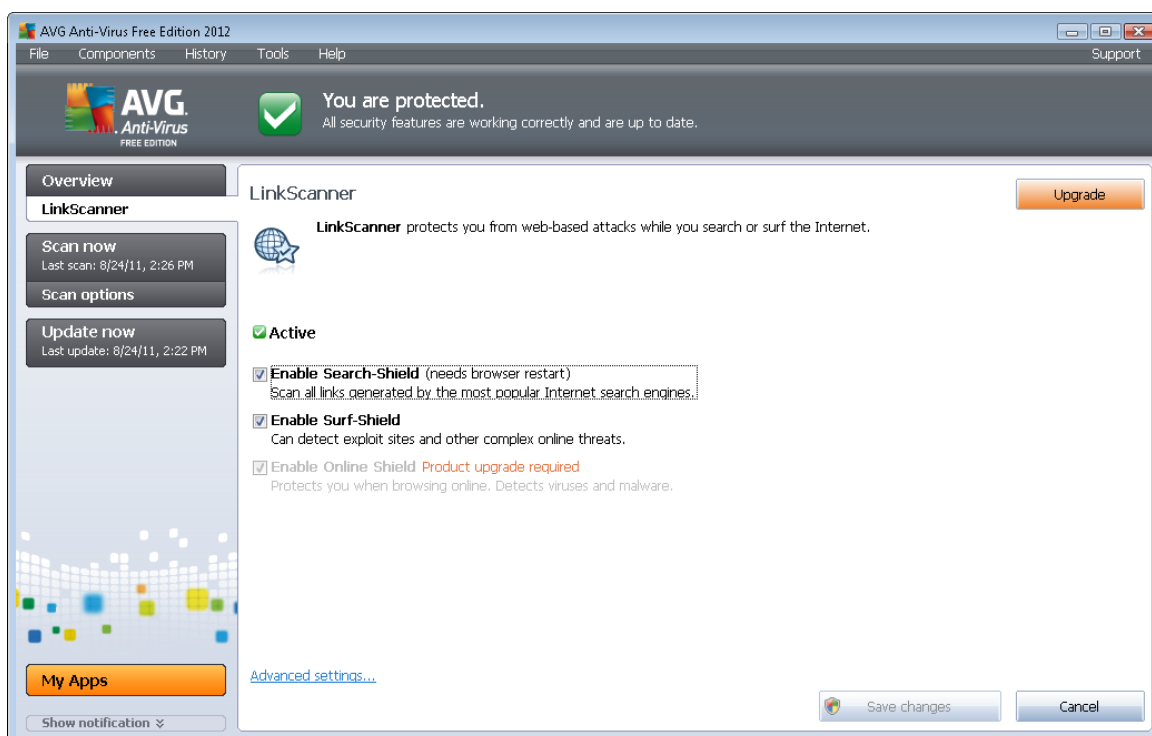 AVG Anti-Virus Free Edition 2012
File Components History Tools Help Support
AVG.
Anti-Virus
FREE EDITION
You are protected.
All security features are working correctly and are up to date.
Overview
LinkScanner
Scan now
Last scan: 8/24/11, 2:26 PM
Scan options
Update now
Last update: 8/24/11, 2:22 PM
My Apps
Show notification
LinkScanner
Upgrade
LinkScanner protects you from web-based attacks while you search or surf the Internet.
Active
Enable Search-Shield (needs browser restart)
Scan all links generated by the most popular Internet search engines.
Enable Surf-Shield
Can detect exploit sites and other complex online threats.
Enable Online Shield Product upgrade required
Protects you when browsing online. Detects viruses and malware.
Advanced settings...
Save changes
Cancel